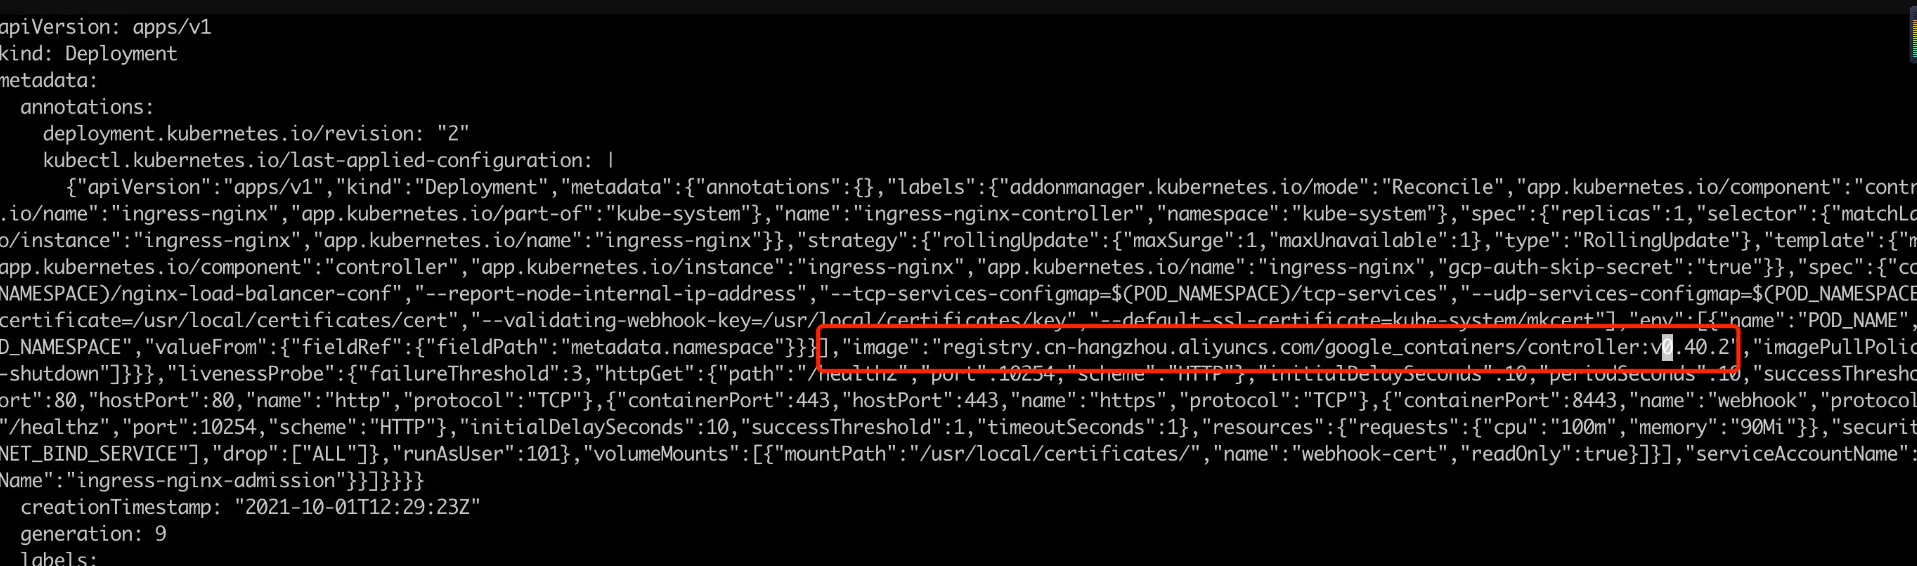 apiVersion: apps/v1
kind: Deployment
metadata:
  annotations:
    deployment.kubernetes.io/revision: "2"
    kubectl.kubernetes.io/last-applied-configuration: |
      {"apiVersion":"apps/v1","kind":"Deployment","metadata":{"annotations":{},"labels":{"addonmanager.kubernetes.io/mode":"Reconcile","app.kubernetes.io/component":"contr
.io/name":"ingress-nginx","app.kubernetes.io/part-of":"kube-system"},"name":"ingress-nginx-controller","namespace":"kube-system"},"spec":{"replicas":1,"selector":{"matchLa
o/instance":"ingress-nginx","app.kubernetes.io/name":"ingress-nginx"}},"strategy":{"rollingUpdate":{"maxSurge":1,"maxUnavailable":1},"type":"RollingUpdate"},"template":{"m
app.kubernetes.io/component":"controller","app.kubernetes.io/instance":"ingress-nginx","app.kubernetes.io/name":"ingress-nginx","gcp-auth-skip-secret":"true"}},"spec":{"co
NAMESPACE)/nginx-load-balancer-conf","--report-node-internal-ip-address","--tcp-services-configmap=$(POD_NAMESPACE)/tcp-services","--udp-services-configmap=$(POD_NAMESPACE
certificate=/usr/local/certificates/cert","--validating-webhook-key=/usr/local/certificates/key","--default-ssl-certificate=kube-system/mkcert"],"env":[{"name":"POD_NAME",
D_NAMESPACE","valueFrom":{"fieldRef":{"fieldPath":"metadata.namespace"}}}],"image":"registry.cn-hangzhou.aliyuncs.com/google_containers/controller:v0.40.2","imagePullPolic
-shutdown"]}}},"livenessProbe":{"failureThreshold":3,"httpGet":{"path":"/healthz","port":10254,"scheme":"HTTP"},"initialDelaySeconds":10,"periodSeconds":10,"successThresho
ort":80,"hostPort":80,"name":"http","protocol":"TCP"},{"containerPort":443,"hostPort":443,"name":"https","protocol":"TCP"},{"containerPort":8443,"name":"webhook","protocol
"/healthz","port":10254,"scheme":"HTTP"},"initialDelaySeconds":10,"successThreshold":1,"timeoutSeconds":1},"resources":{"requests":{"cpu":"100m","memory":"90Mi"}},"securit
NET_BIND_SERVICE"],"drop":["ALL"]},"runAsUser":101},"volumeMounts":[{"mountPath":"/usr/local/certificates/","name":"webhook-cert","readOnly":true}]}],"serviceAccountName":
Name":"ingress-nginx-admission"}}]}}}}
  creationTimestamp: "2021-10-01T12:29:23Z"
  generation: 9
  labels: